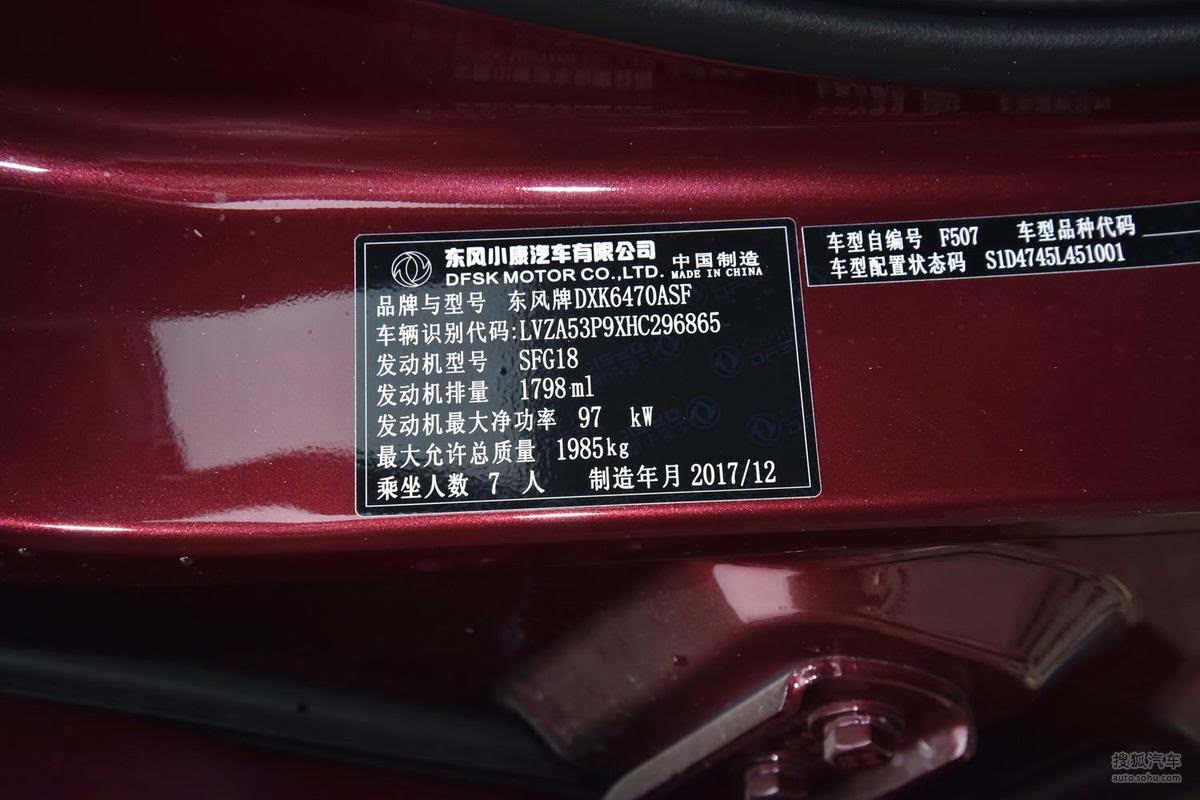 东风小康汽车有限公司 中国制造
DFSK MOTOR CO.,LTD. MADE IN CHINA
品牌与型号 东风牌DXK6470ASF
车辆识别代码:LVZA53P9XHC296865
发动机型号 SFG18
发动机排量 1798ml
发动机最大净功率 97 kW
最大允许总质量 1985kg
乘坐人数 7 人 制造年月 2017/12
车型自编号 F507 车型品种代码
车型配置状态码 S1D4745L451001
搜狐汽车
auto.sohu.com